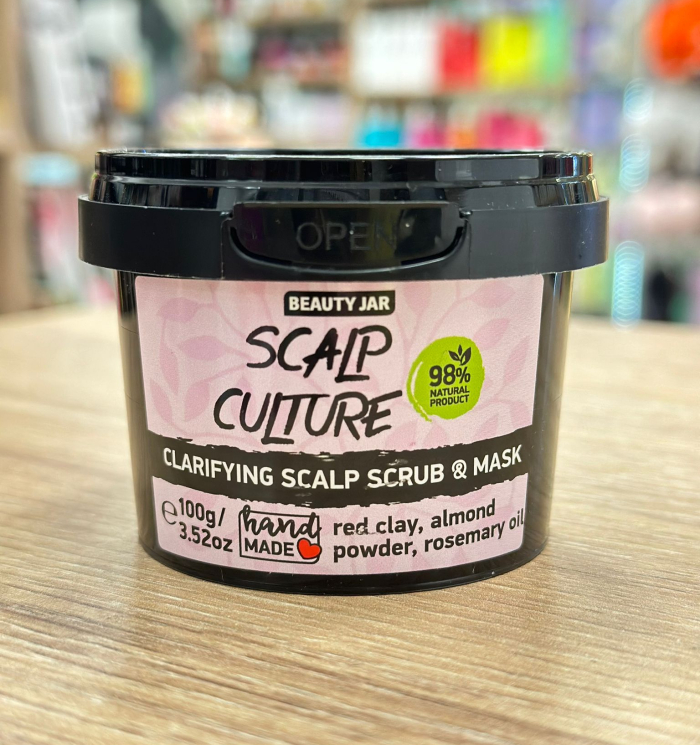 OPEN
BEAUTY JAR
SCALP
CULTURE
98%
NATURAL
PRODUCT
CLARIFYING SCALP SCRUB & MASK
℮ 100g/
3.52oz
hand
MADE
red clay, almond
powder, rosemary oil